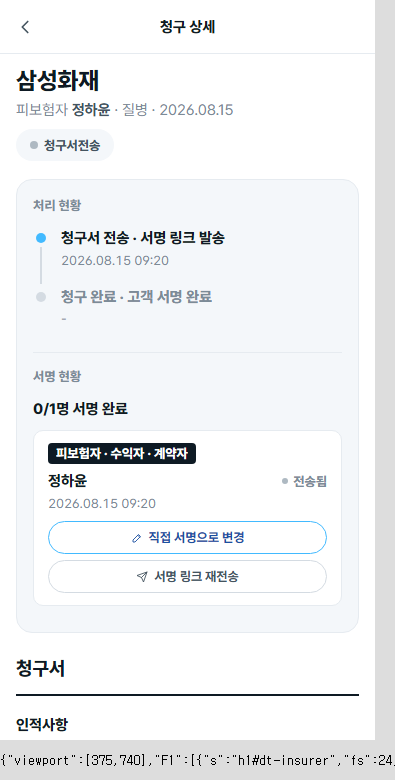 청구 상세
삼성화재
피보험자 정하윤 · 질병 · 2026.08.15
청구서전송
처리 현황
청구서 전송 · 서명 링크 발송
2026.08.15 09:20
청구 완료 · 고객 서명 완료
-
서명 현황
0/1명 서명 완료
피보험자 · 수익자 · 계약자
정하윤
전송됨
2026.08.15 09:20
직접 서명으로 변경
서명 링크 재전송
청구서
인적사항
{"viewport":[375,740],"F1":[{"s":"h1#dt-insurer","fs":24,